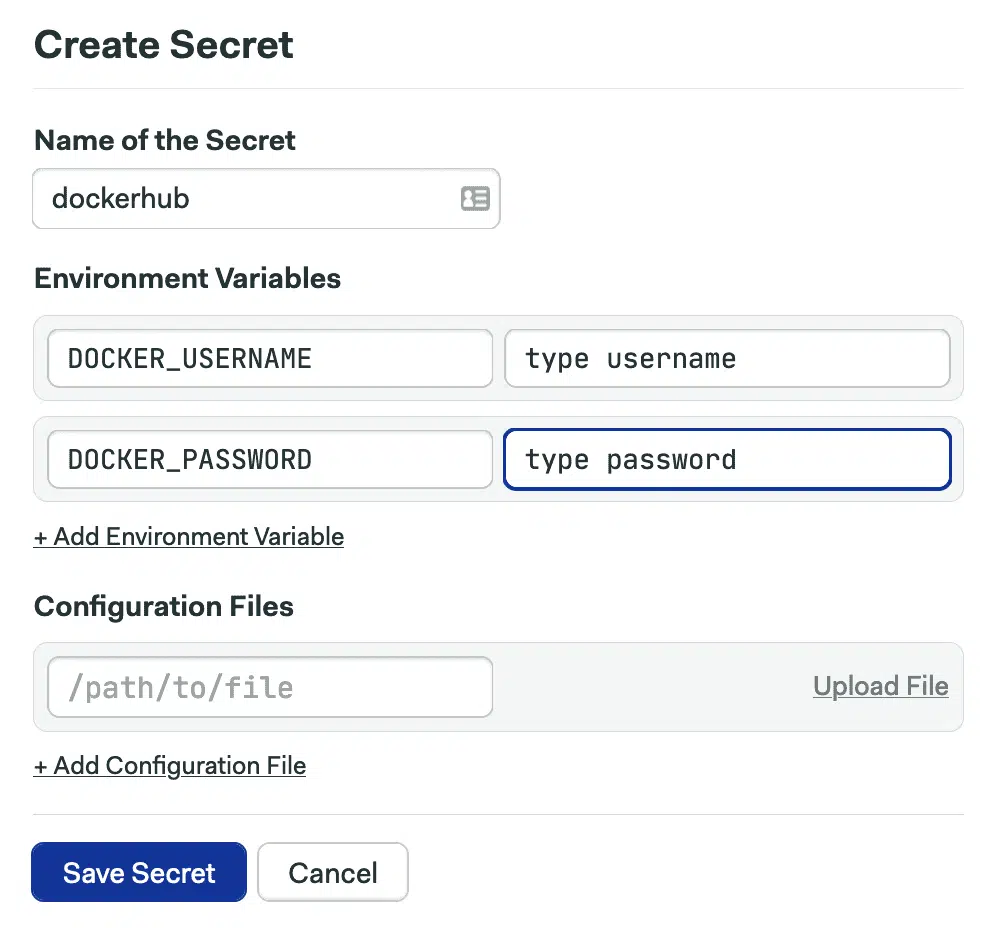 Create Secret
Name of the Secret
dockerhub
Environment Variables
DOCKER_USERNAME type username
DOCKER_PASSWORD type password
+ Add Environment Variable
Configuration Files
/path/to/file Upload File
+ Add Configuration File
Save Secret Cancel